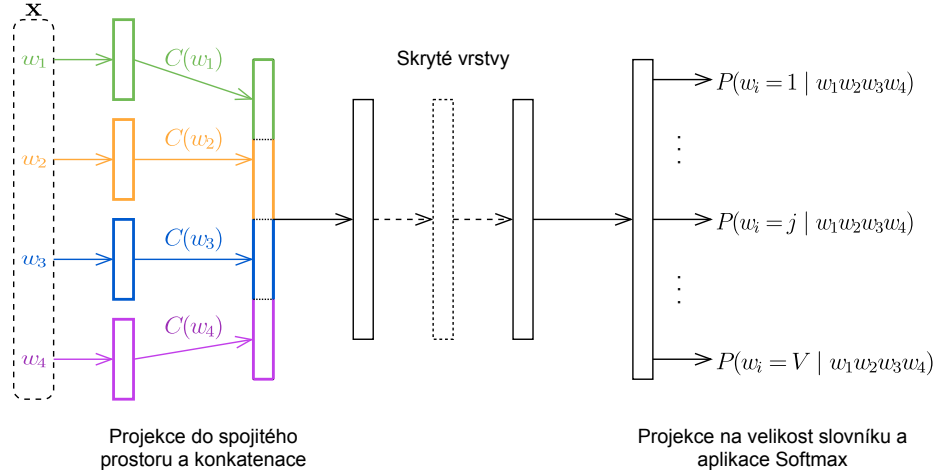 x
w₁
w₂
w₃
w₄
C(w₁)
C(w₂)
C(w₃)
C(w₄)
Skryté vrstvy
P(wᵢ = 1 | w₁w₂w₃w₄)
⋮
P(wᵢ = j | w₁w₂w₃w₄)
⋮
P(wᵢ = V | w₁w₂w₃w₄)
Projekce do spojitého
prostoru a konkatenace
Projekce na velikost slovníku a
aplikace Softmax